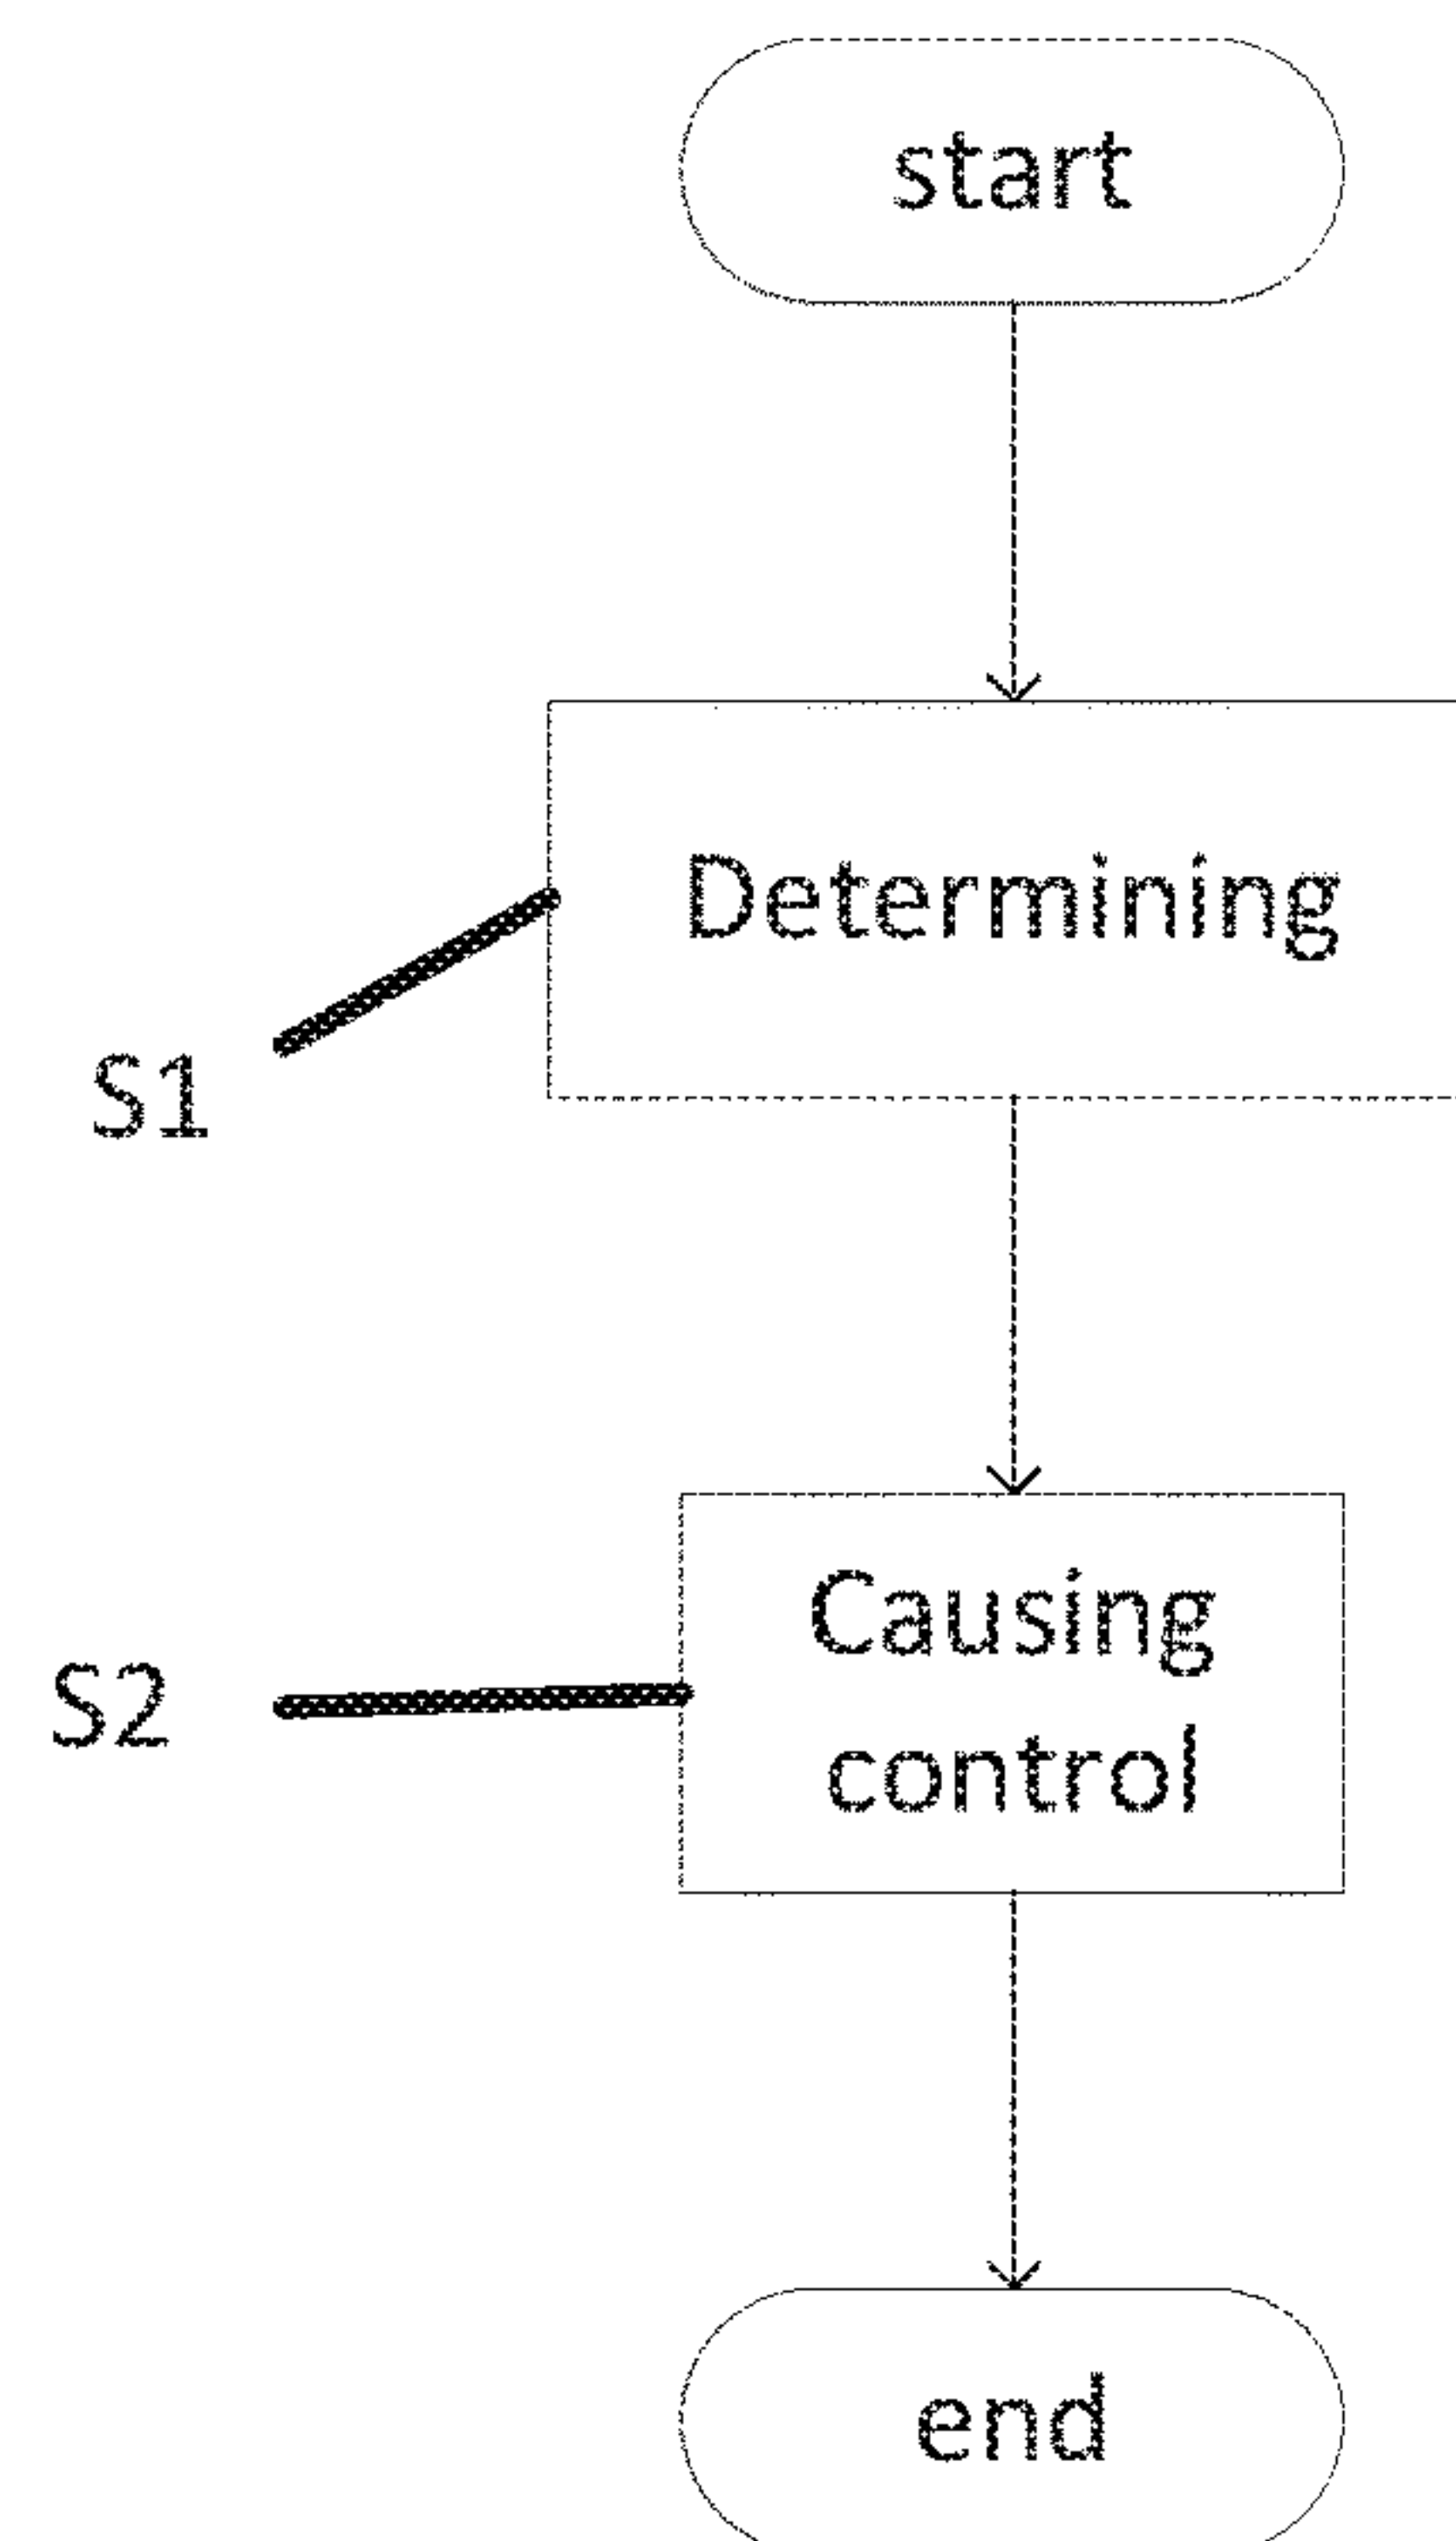 start
Determining
S1
Causing
control
S2
end